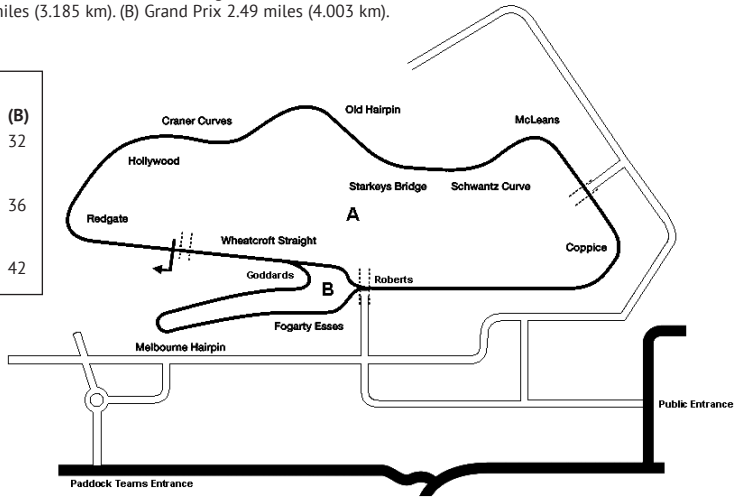 miles (3.185 km). (B) Grand Prix 2.49 miles (4.003 km).
(B)
32
36
42
Craner Curves
Old Hairpin
McLeans
Hollywood
Starkeys Bridge
Schwantz Curve
Redgate
A
Wheatcroft Straight
Coppice
Goddards
B
Roberts
Fogarty Esses
Melbourne Hairpin
Public Entrance
Paddock Teams Entrance